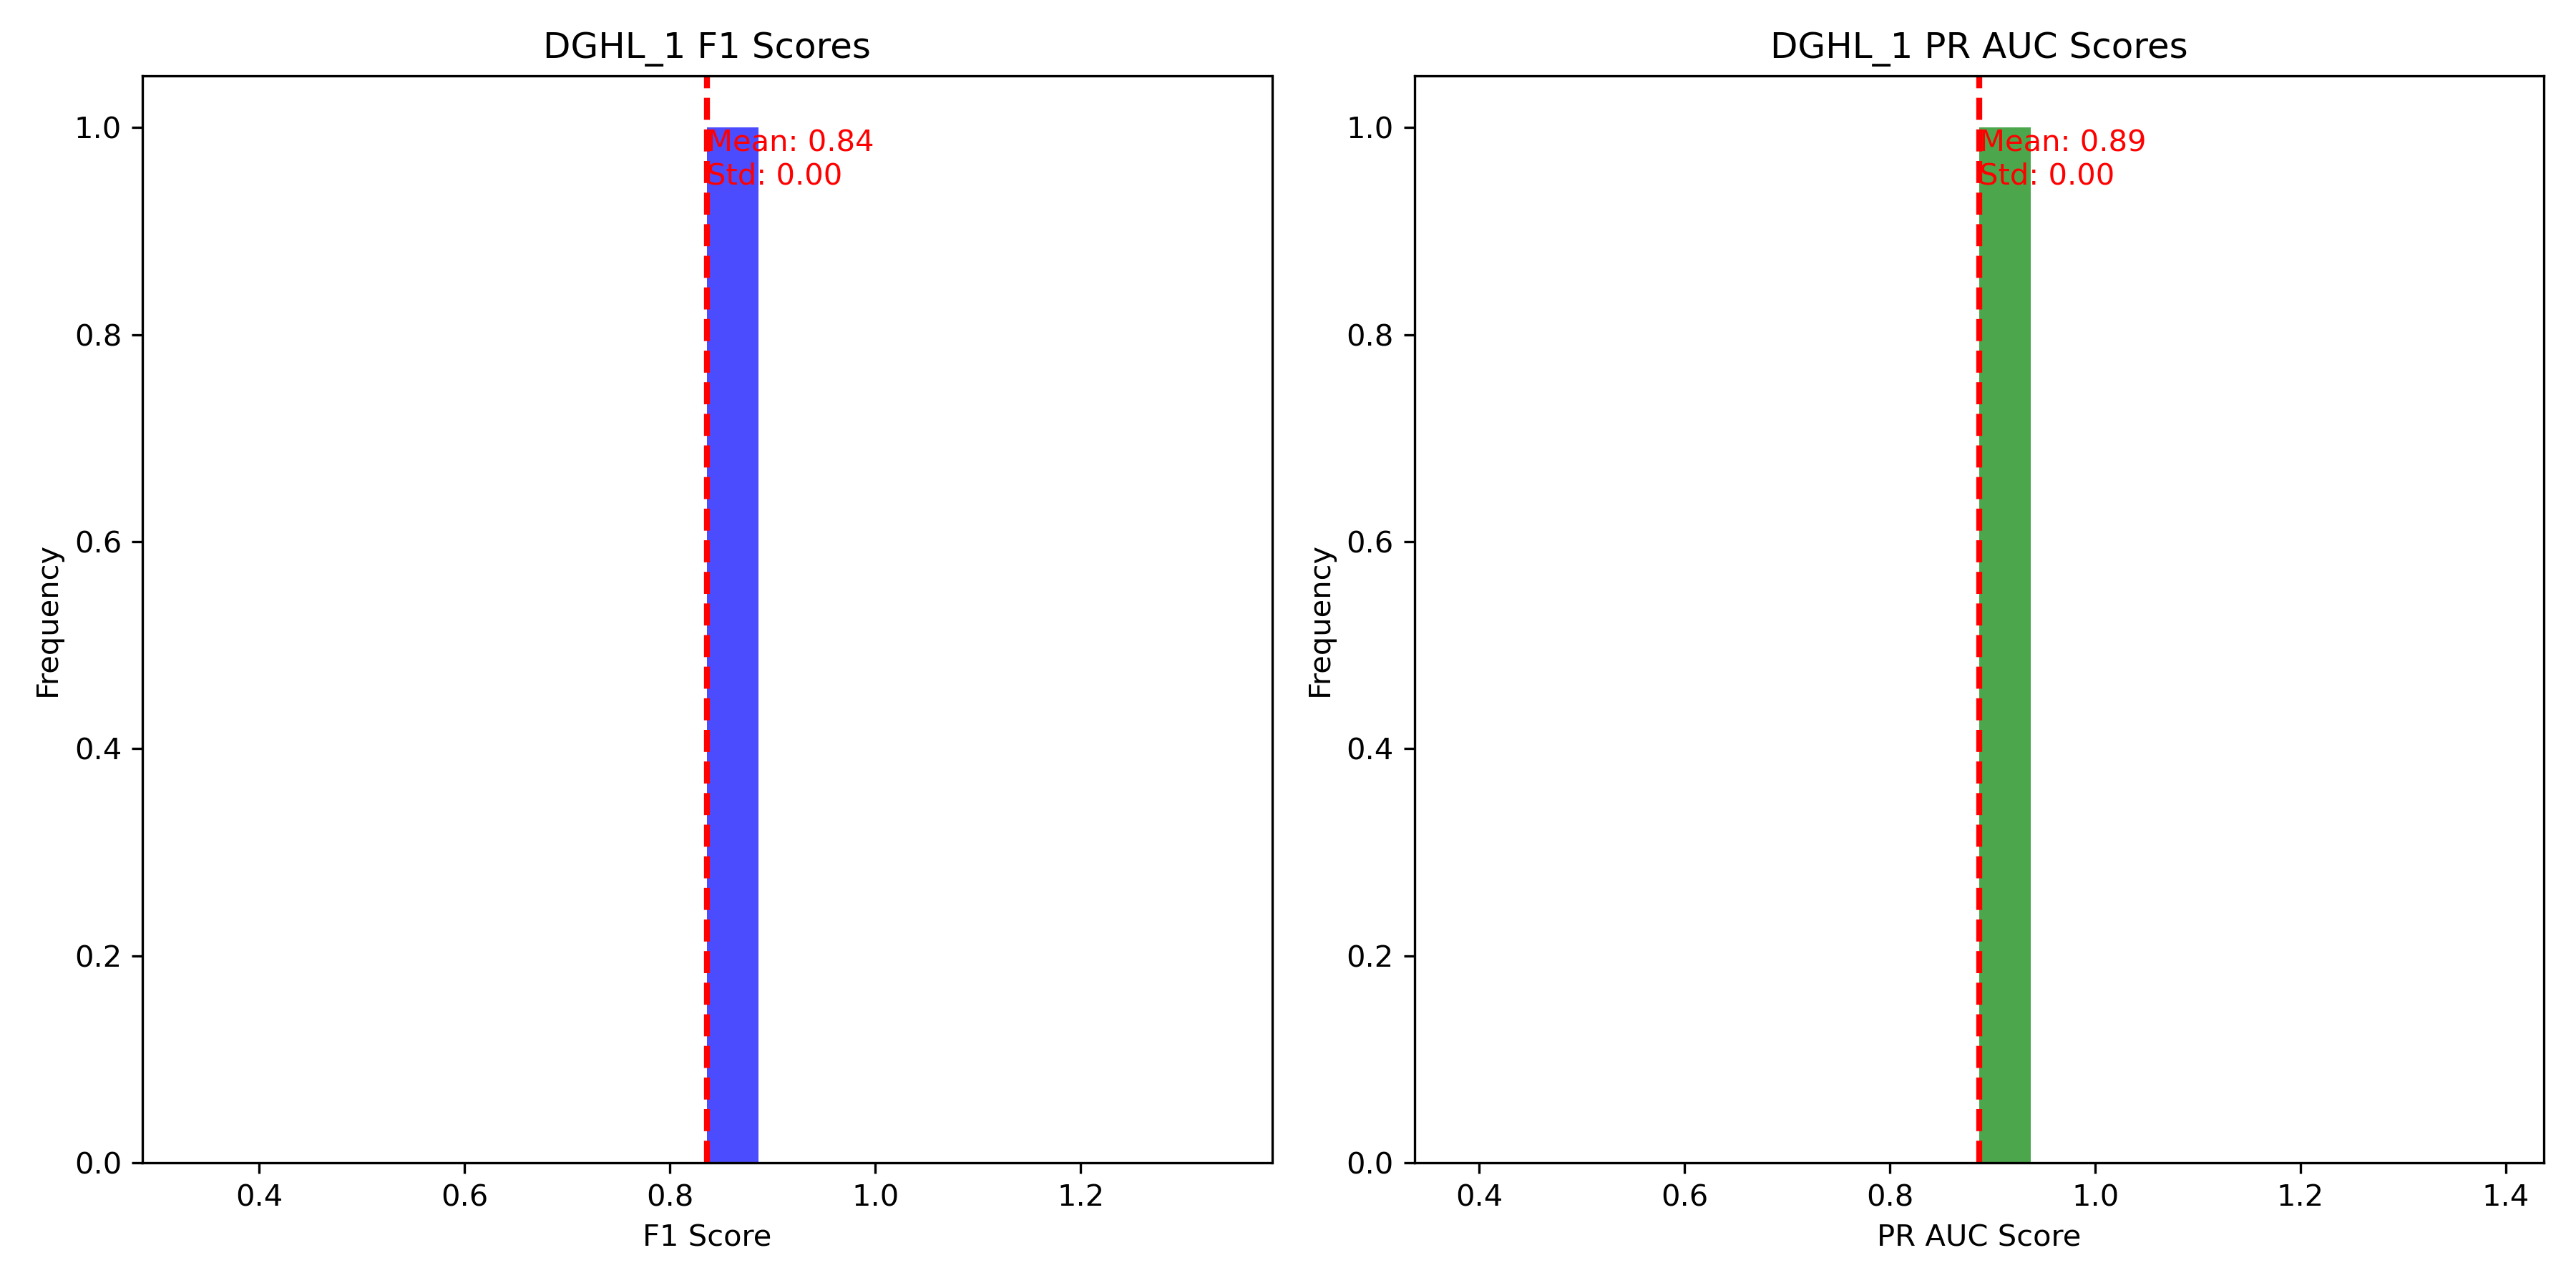 DGHL_1 F1 Scores
1.0
0.8
0.6
0.4
0.2
0.0
Frequency
Mean: 0.84
Std: 0.00
0.4 0.6 0.8 1.0 1.2
F1 Score
DGHL_1 PR AUC Scores
1.0
0.8
0.6
0.4
0.2
0.0
Frequency
Mean: 0.89
Std: 0.00
0.4 0.6 0.8 1.0 1.2 1.4
PR AUC Score